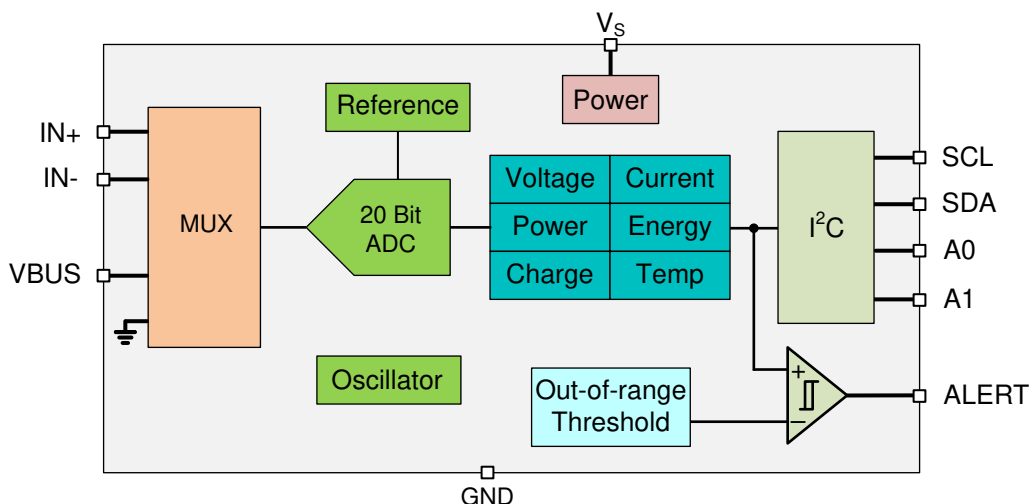 V_S
Reference
Power
IN+
IN-
VBUS
MUX
20 Bit
ADC
Voltage
Current
Power
Energy
Charge
Temp
I²C
SCL
SDA
A0
A1
Oscillator
Out-of-range
Threshold
+
−
ALERT
GND